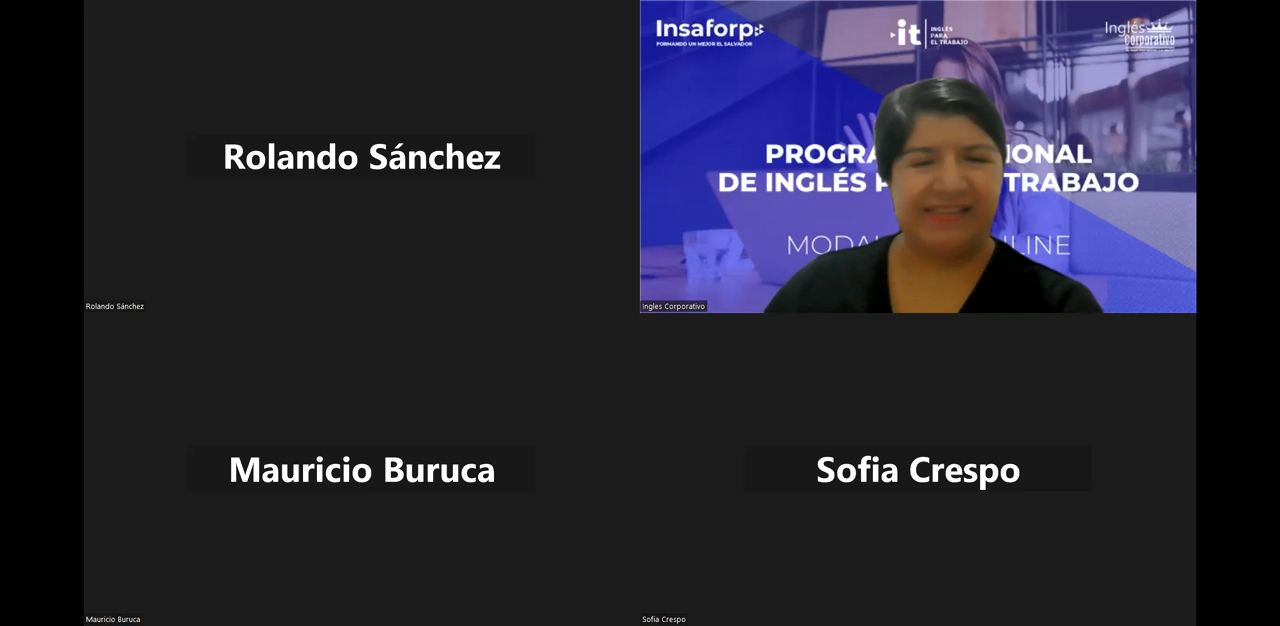 Rolando Sánchez
Rolando Sánchez
Insaforp
FORMANDO UN MEJOR EL SALVADOR
it
INGLÉS
PARA
EL TRABAJO
Inglés
Corporativo
PROGRA IONAL
DE INGLÉS P TRABAJO
MODA LINE
Ingles Corporativo
Mauricio Buruca
Mauricio Buruca
Sofia Crespo
Sofia Crespo